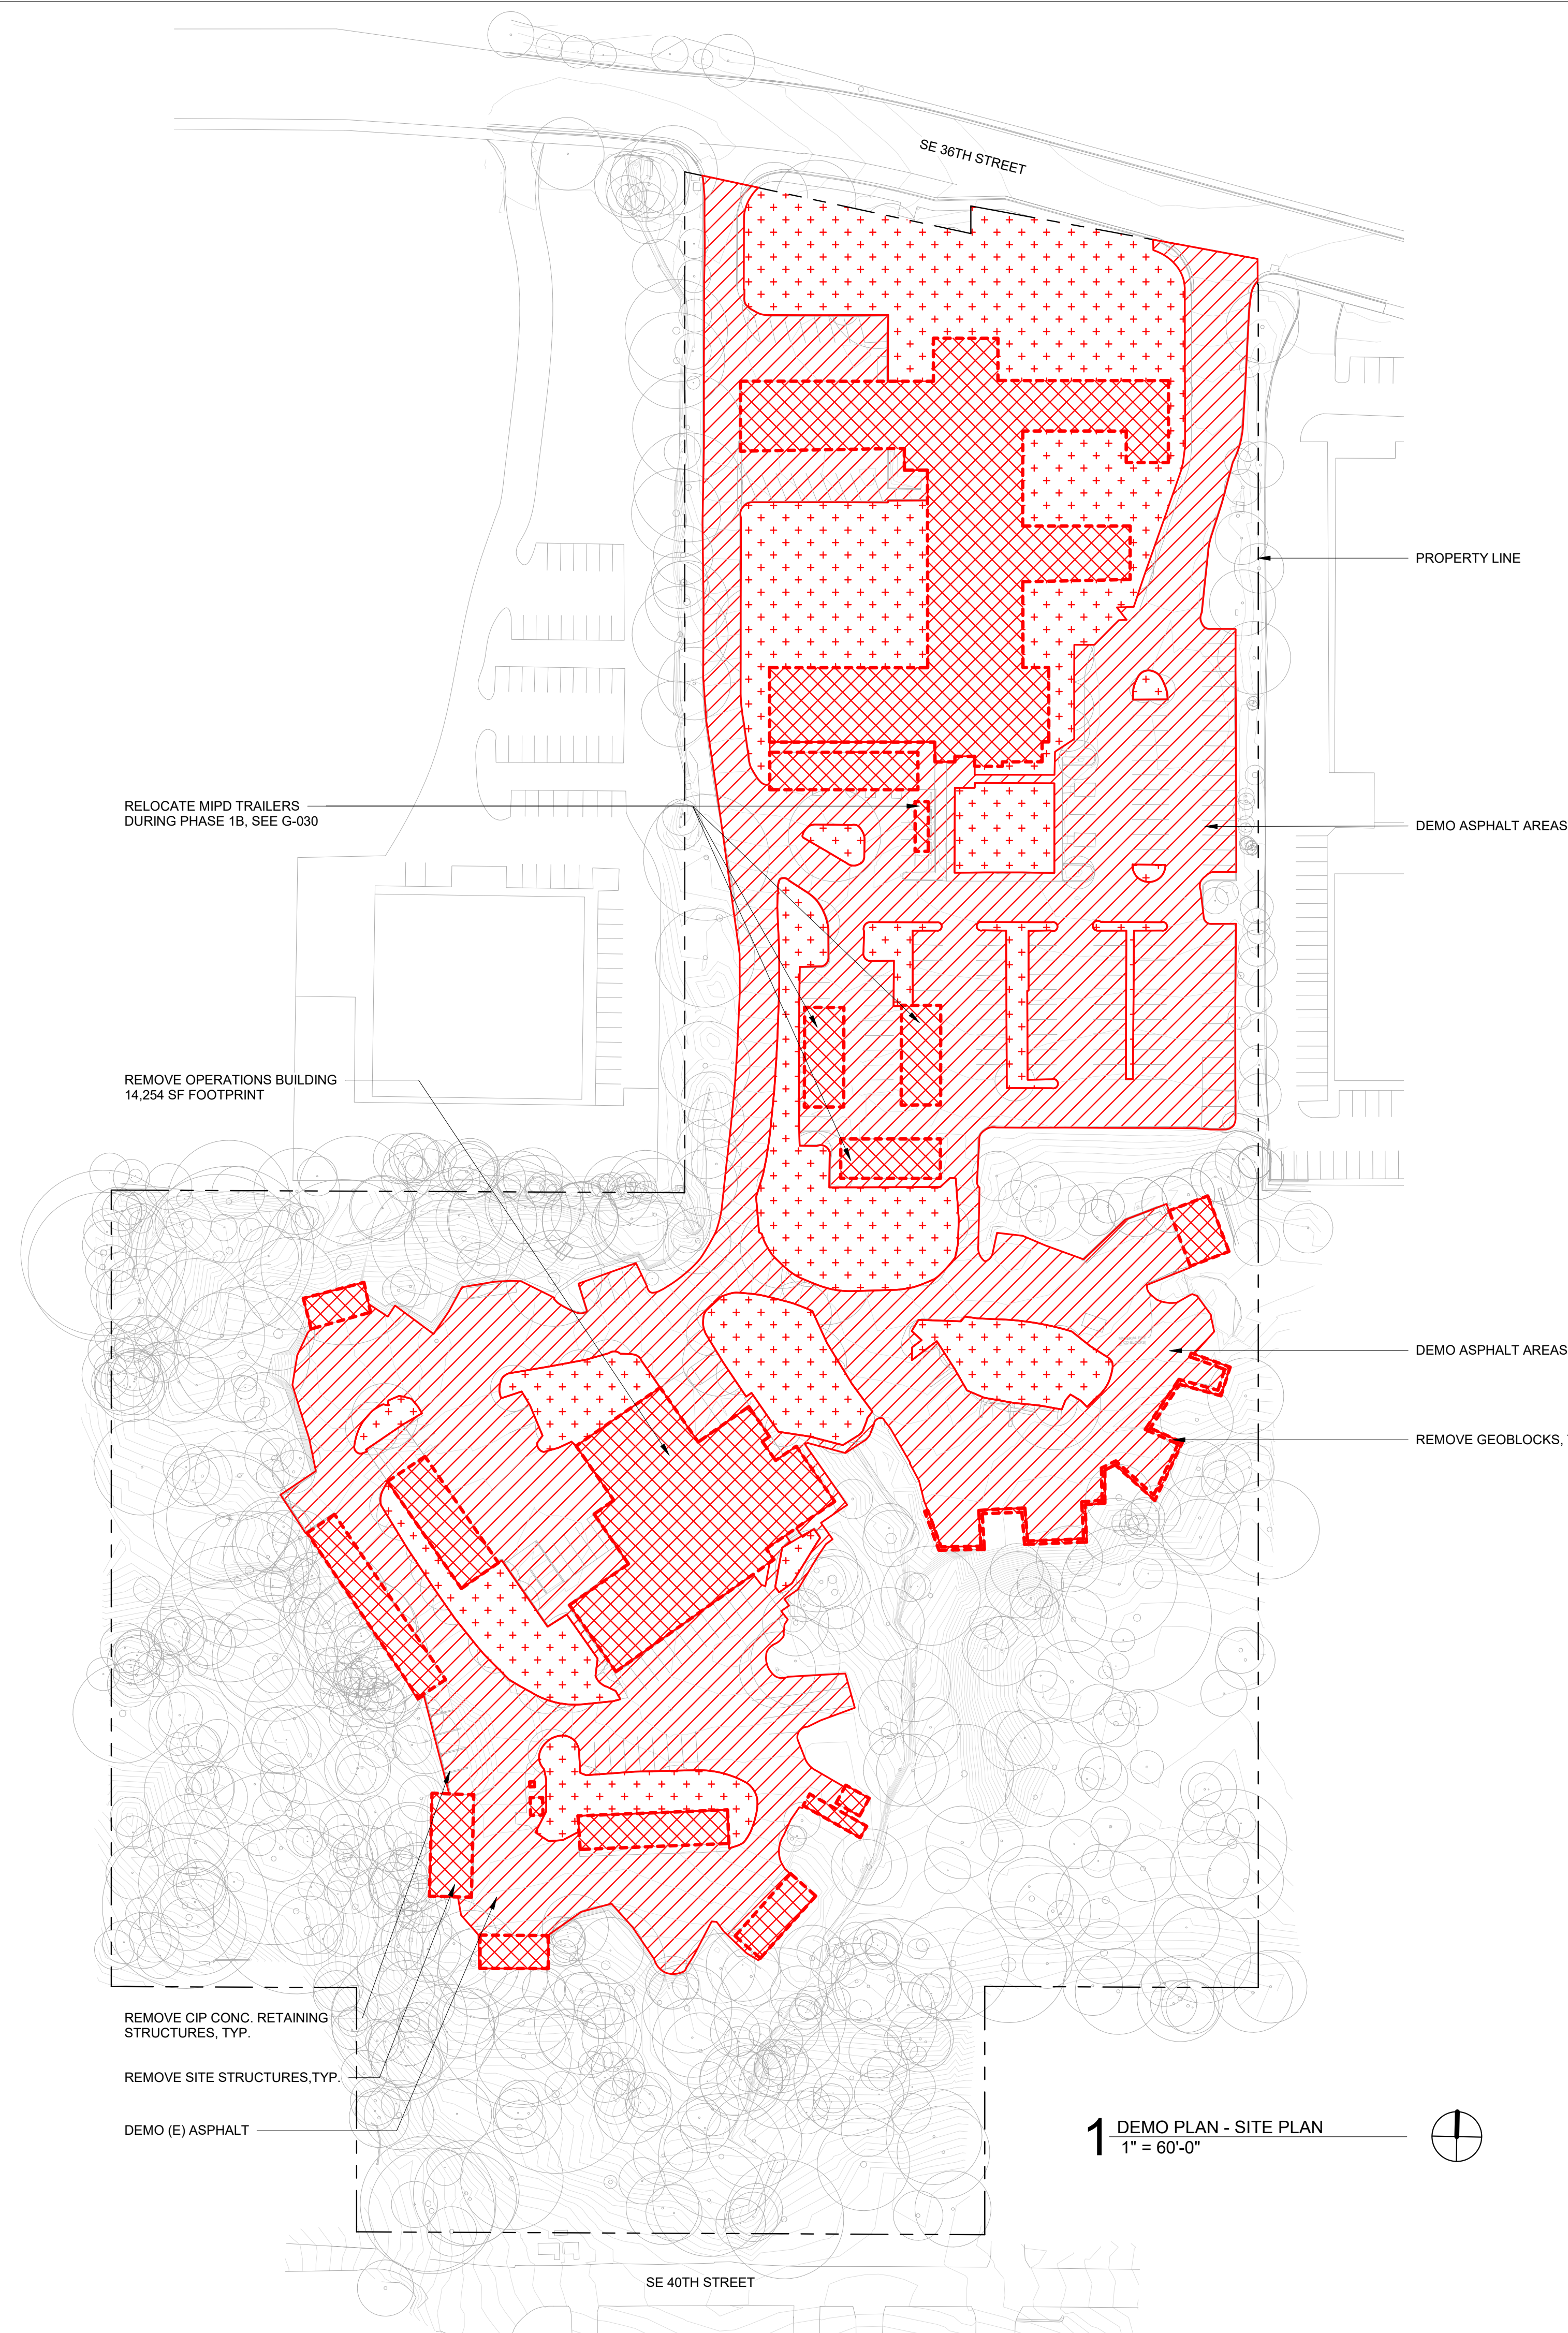 SE 36TH STREET
PROPERTY LINE
RELOCATE MIPD TRAILERS
DURING PHASE 1B, SEE G-030
DEMO ASPHALT AREAS
REMOVE OPERATIONS BUILDING
14,254 SF FOOTPRINT
DEMO ASPHALT AREAS
REMOVE GEOBLOCKS,
REMOVE CIP CONC. RETAINING
STRUCTURES, TYP.
REMOVE SITE STRUCTURES,TYP.
DEMO (E) ASPHALT
1 DEMO PLAN - SITE PLAN
1" = 60'-0"
SE 40TH STREET